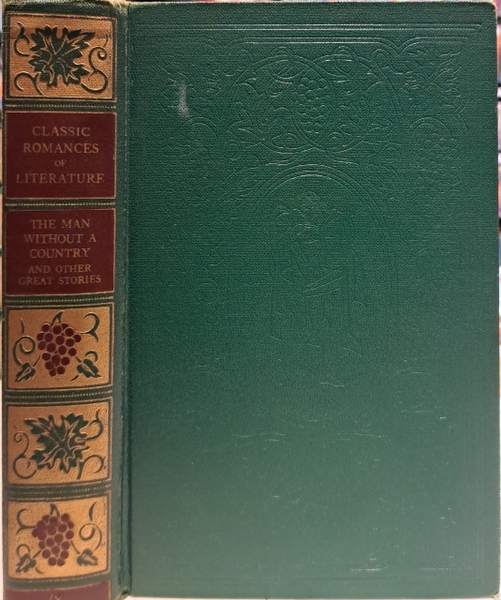 CLASSIC
ROMANCES
OF
LITERATURE
THE MAN
WITHOUT A
COUNTRY
AND OTHER
GREAT STORIES